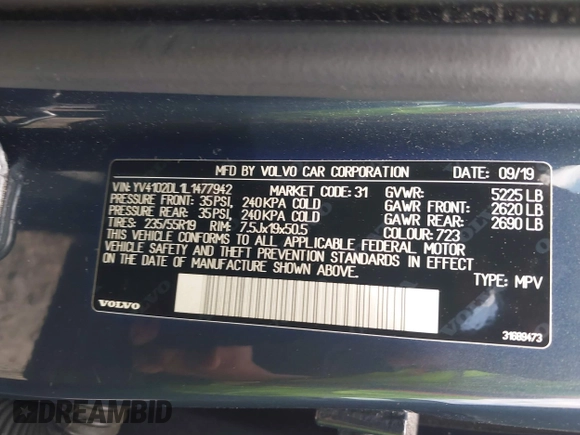 MFD BY VOLVO CAR CORPORATION DATE: 09/19
VIN: YV4102DL1L1477942 MARKET CODE: 31 GVWR: 5225 LB
PRESSURE FRONT: 35PSI, 240KPA COLD GAWR FRONT: 2620 LB
PRESSURE REAR: 35PSI, 240KPA COLD GAWR REAR: 2690 LB
TIRES: 235/55R19 RIM: 7.5Jx19x50.5 COLOUR: 723
THIS VEHICLE CONFORMS TO ALL APPLICABLE FEDERAL MOTOR
VEHICLE SAFETY AND THEFT PREVENTION STANDARDS IN EFFECT
ON THE DATE OF MANUFACTURE SHOWN ABOVE.
TYPE: MPV
VOLVO
31689473
DREAMBID